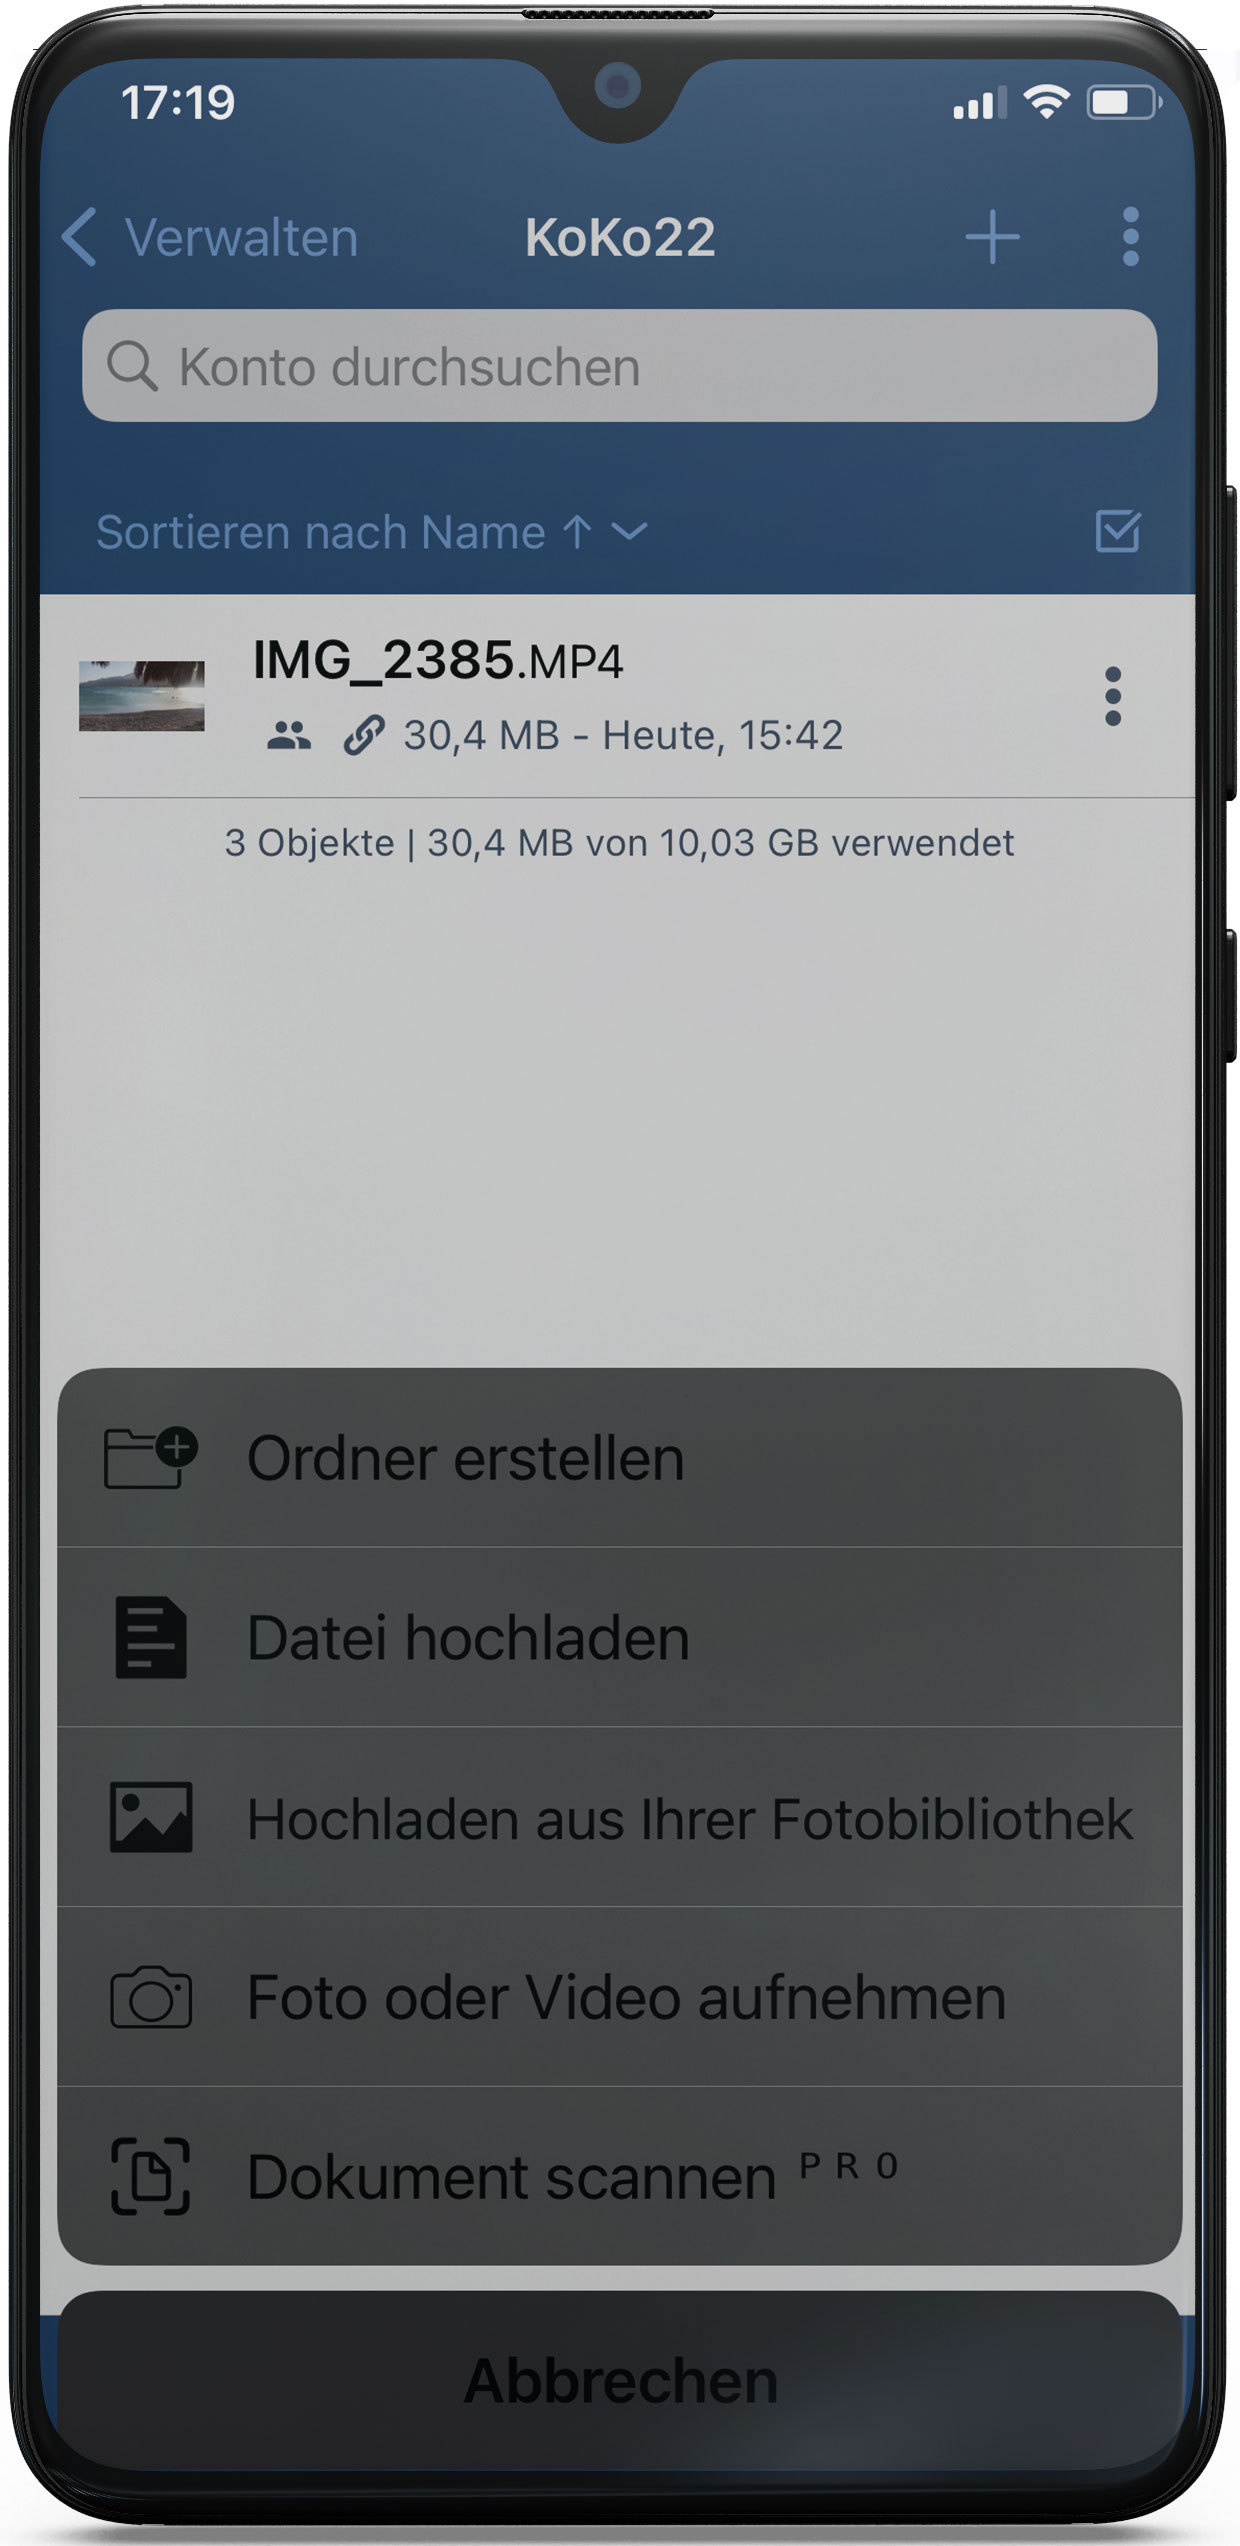 17:19
Verwalten KoKo22
Konto durchsuchen
Sortieren nach Name
IMG_2385.MP4
30,4 MB - Heute, 15:42
3 Objekte | 30,4 MB von 10,03 GB verwendet
Ordner erstellen
Datei hochladen
Hochladen aus Ihrer Fotobibliothek
Foto oder Video aufnehmen
Dokument scannen PRO
Abbrechen